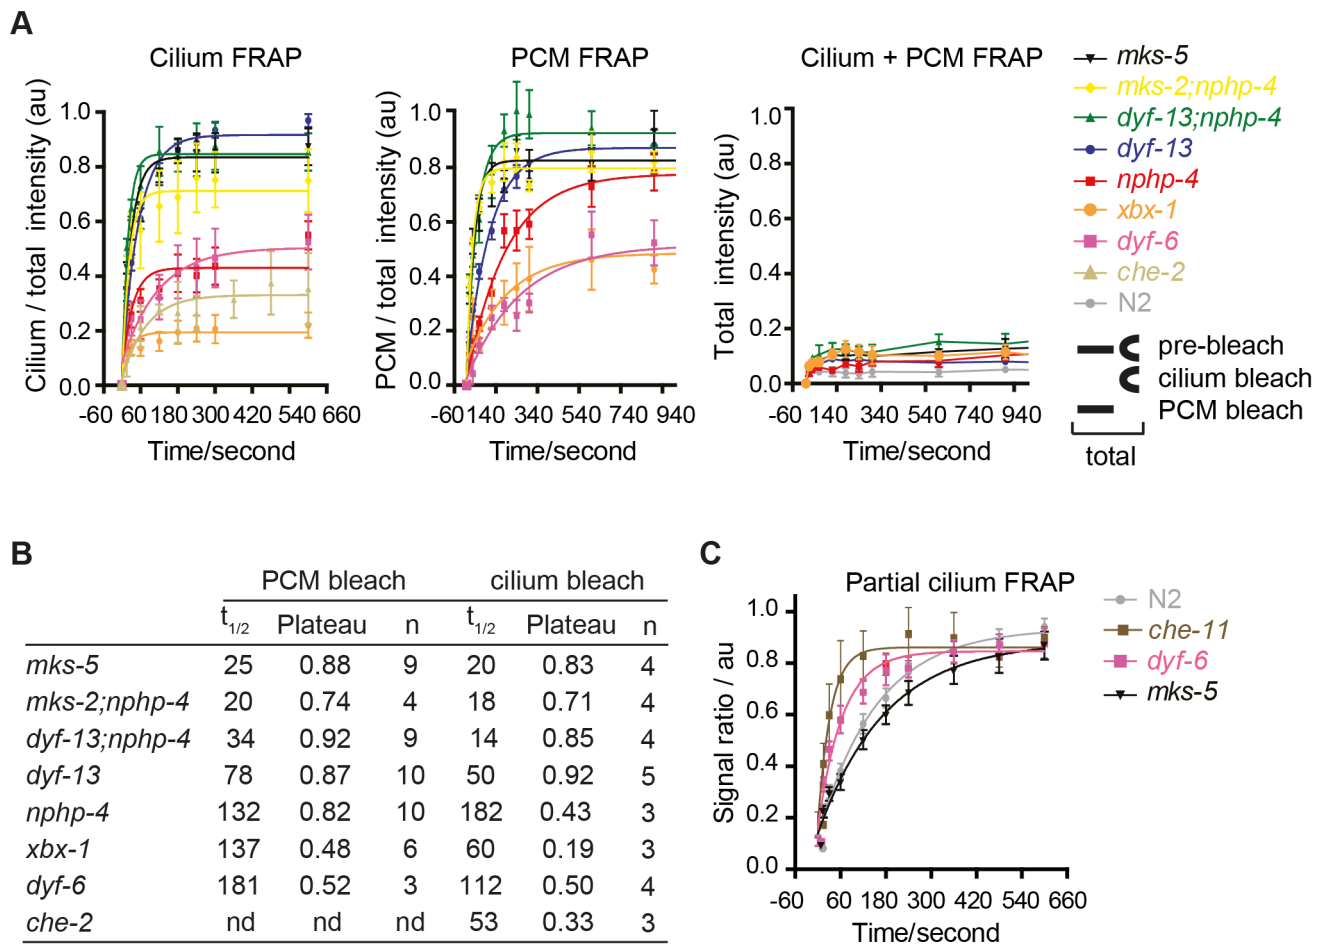 A
Cilium FRAP
PCM FRAP
Cilium + PCM FRAP
Cilium / total intensity (au)
1.0
0.8
0.6
0.4
0.2
0.0
-60 60 180 300 420 540 660
Time/second
PCM / total intensity (au)
1.0
0.8
0.6
0.4
0.2
0.0
-60 140 340 540 740 940
Time/second
Total intensity (au)
1.0
0.8
0.6
0.4
0.2
0.0
-60 140 340 540 740 940
Time/second
mks-5
mks-2;nphp-4
dyf-13;nphp-4
dyf-13
nphp-4
xbx-1
dyf-6
che-2
N2
pre-bleach
cilium bleach
PCM bleach
total
B
PCM bleach cilium bleach
t1/2 Plateau n t1/2 Plateau n
mks-5 25 0.88 9 20 0.83 4
mks-2;nphp-4 20 0.74 4 18 0.71 4
dyf-13;nphp-4 34 0.92 9 14 0.85 4
dyf-13 78 0.87 10 50 0.92 5
nphp-4 132 0.82 10 182 0.43 3
xbx-1 137 0.48 6 60 0.19 3
dyf-6 181 0.52 3 112 0.50 4
che-2 nd nd nd 53 0.33 3
C
Partial cilium FRAP
Signal ratio / au
1.0
0.8
0.6
0.4
0.2
0.0
-60 60 180 300 420 540 660
Time/second
N2
che-11
dyf-6
mks-5